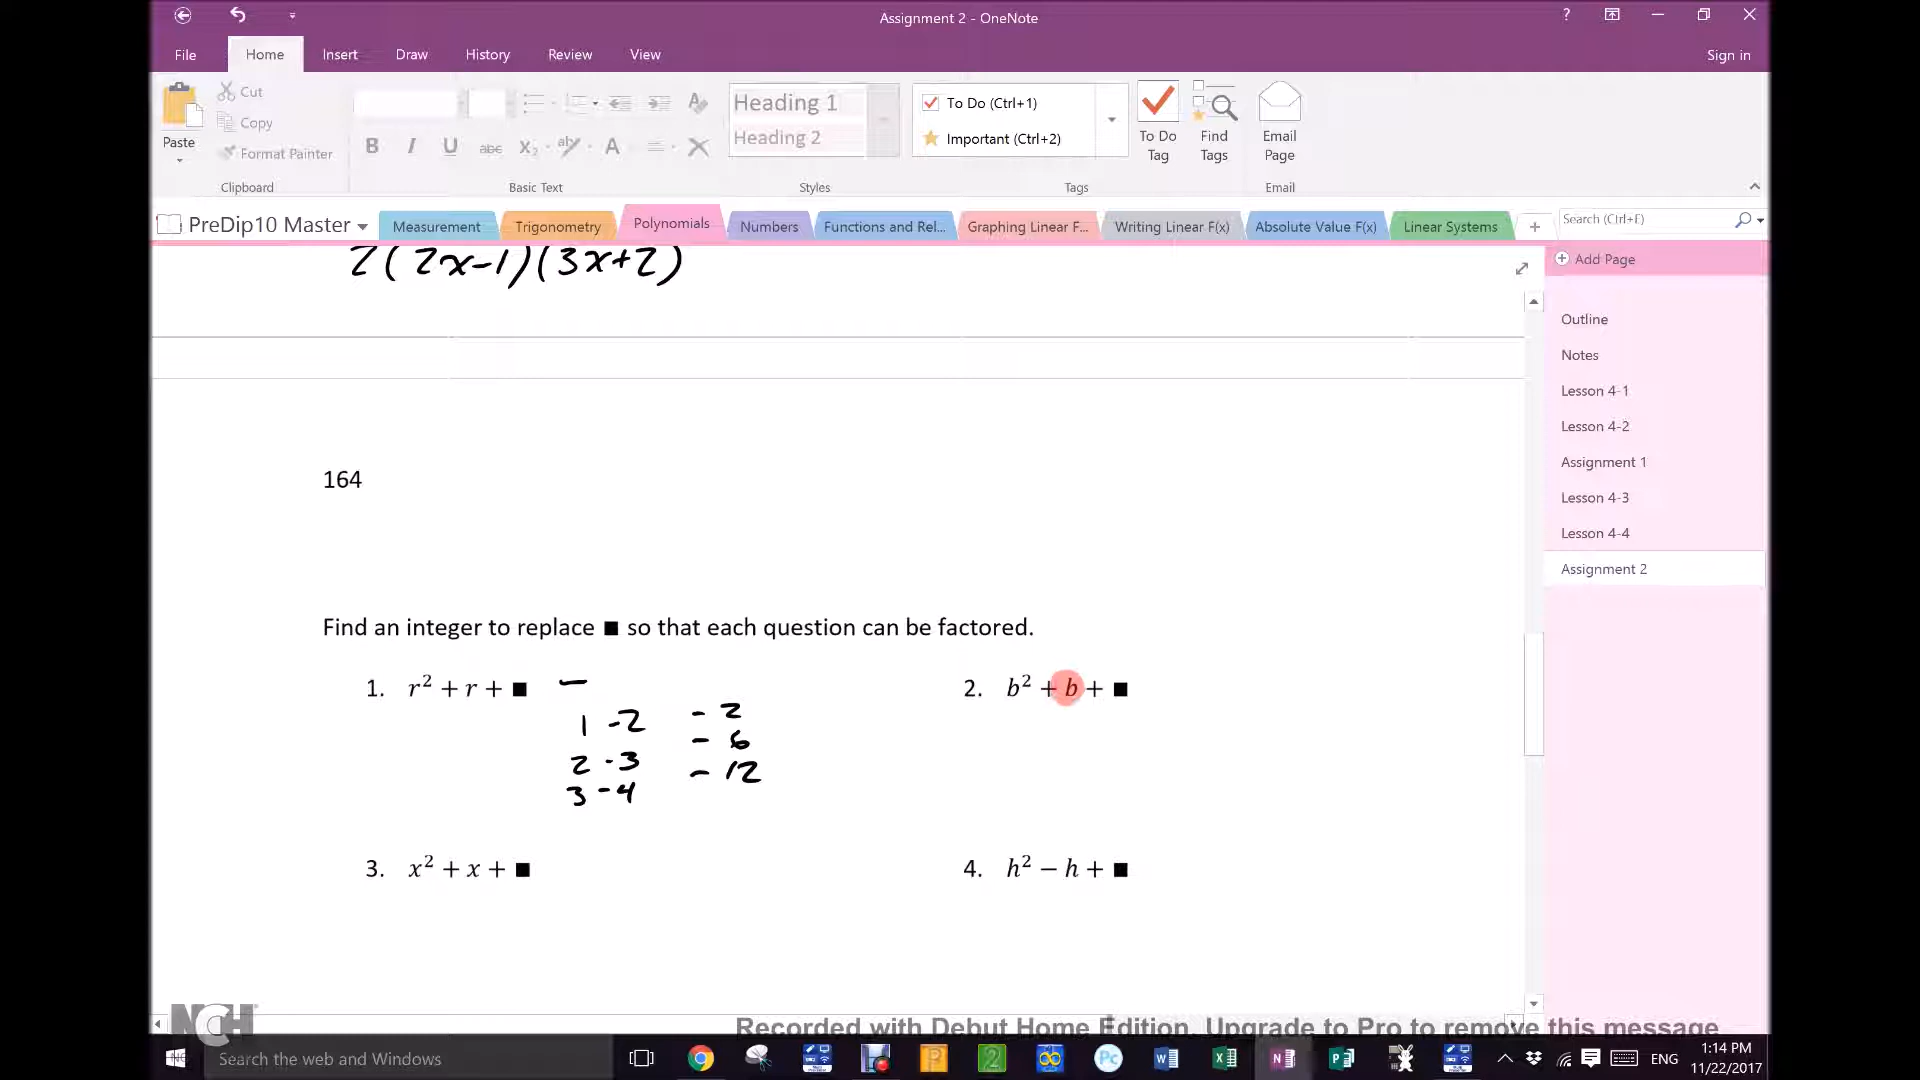 Assignment 2 - OneNote
?
File Home Insert Draw History Review View
Sign in
Paste
Cut
Copy
Format Painter
Clipboard
B I U abc X2 ab A
Basic Text
Heading 1
Heading 2
Styles
To Do (Ctrl+1)
Important (Ctrl+2)
To Do Tag
Find Tags
Tags
Email Page
Email
PreDip10 Master
Measurement Trigonometry Polynomials Numbers Functions and Rel... Graphing Linear F... Writing Linear F(x) Absolute Value F(x) Linear Systems +
Search (Ctrl+E)
Add Page
Outline
Notes
Lesson 4-1
Lesson 4-2
Assignment 1
Lesson 4-3
Lesson 4-4
Assignment 2
2(2x-1)(3x+2)
164
Find an integer to replace ■ so that each question can be factored.
1. r² + r + ■ –
1 -2 - 2
2 -3 - 6
3 -4 - 12
2. b² + b + ■
3. x² + x + ■
4. h² − h + ■
NCH
Recorded with Debut Home Edition. Upgrade to Pro to remove this message
Search the web and Windows
ENG
1:14 PM
11/22/2017